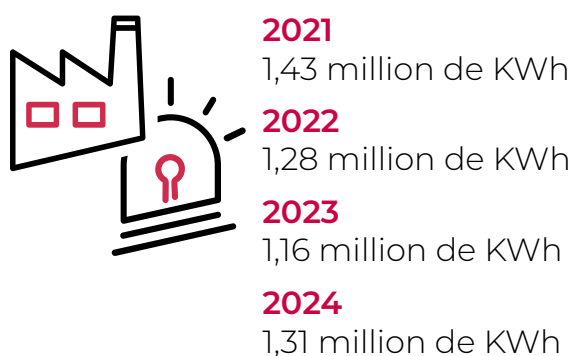 2021
1,43 million de KWh
2022
1,28 million de KWh
2023
1,16 million de KWh
2024
1,31 million de KWh